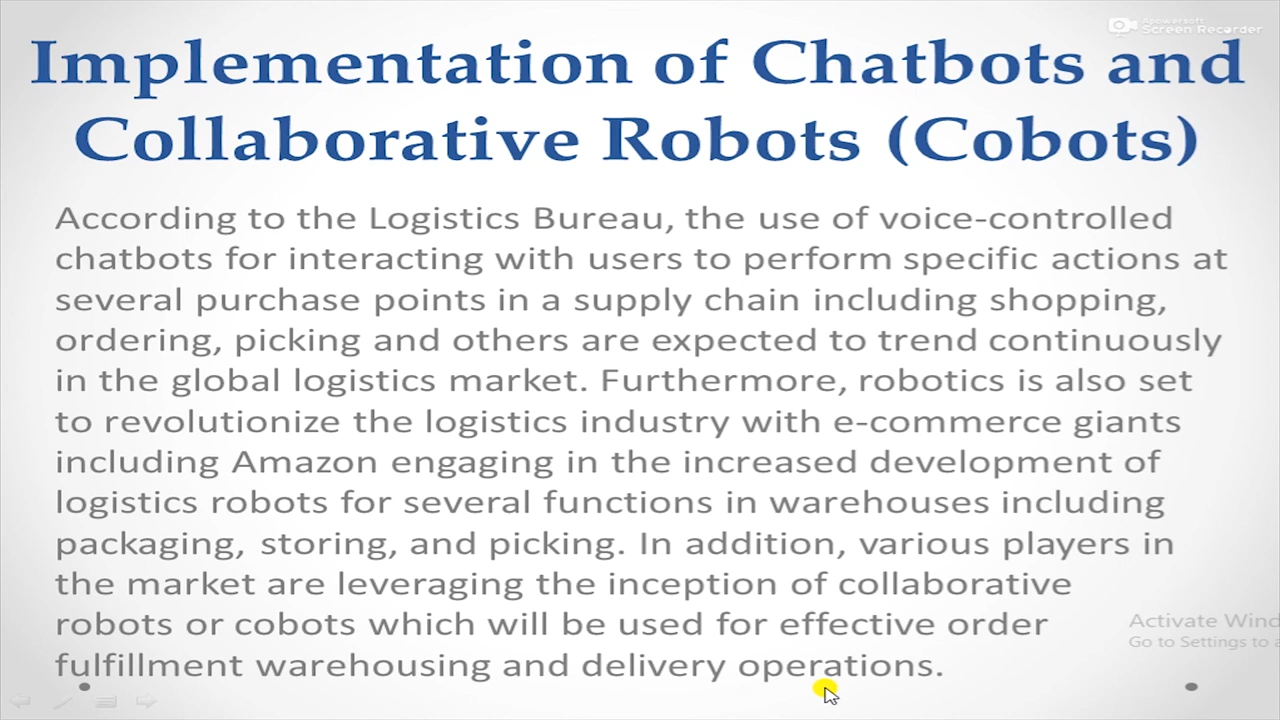 Apowersoft
Screen Recorder
Implementation of Chatbots and
Collaborative Robots (Cobots)
According to the Logistics Bureau, the use of voice-controlled
chatbots for interacting with users to perform specific actions at
several purchase points in a supply chain including shopping,
ordering, picking and others are expected to trend continuously
in the global logistics market. Furthermore, robotics is also set
to revolutionize the logistics industry with e-commerce giants
including Amazon engaging in the increased development of
logistics robots for several functions in warehouses including
packaging, storing, and picking. In addition, various players in
the market are leveraging the inception of collaborative
robots or cobots which will be used for effective order
fulfillment warehousing and delivery operations.
Activate Wind
Go to Settings to a